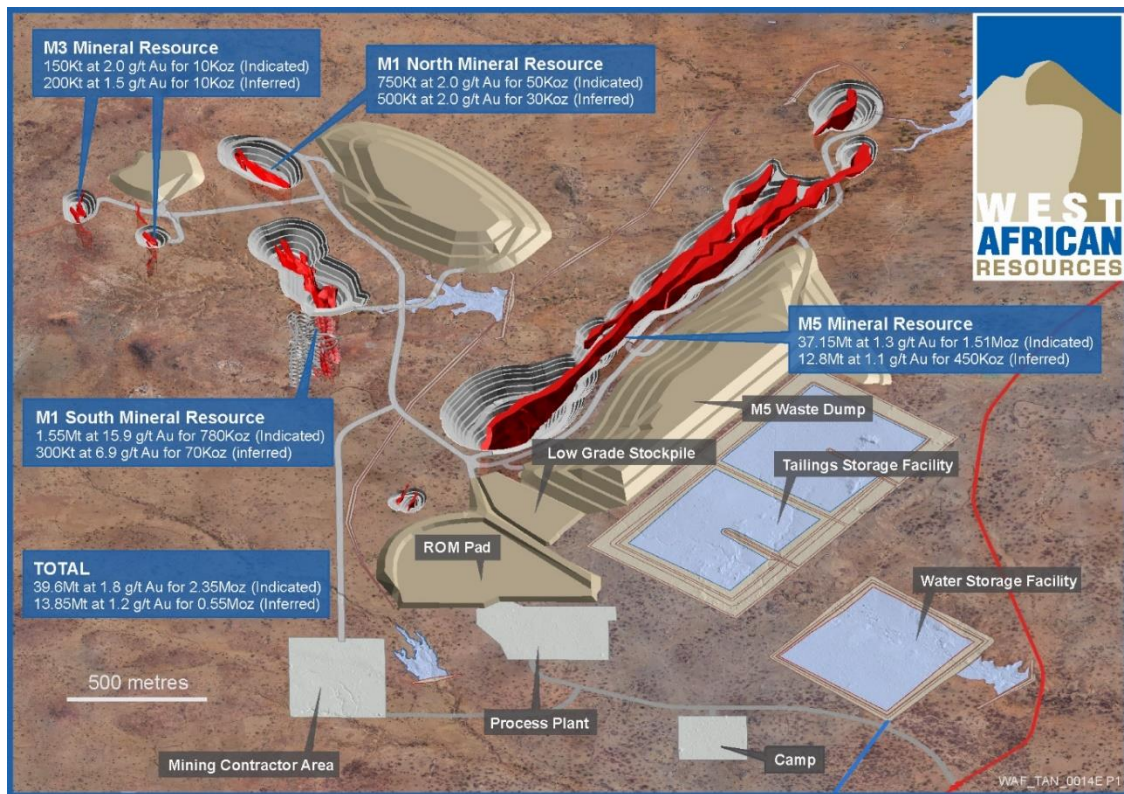 M3 Mineral Resource
150Kt at 2.0 g/t Au for 10Koz (Indicated)
200Kt at 1.5 g/t Au for 10Koz (Inferred)
M1 North Mineral Resource
750Kt at 2.0 g/t Au for 50Koz (Indicated)
500Kt at 2.0 g/t Au for 30Koz (Inferred)
WEST
AFRICAN
RESOURCES
M5 Mineral Resource
37.15Mt at 1.3 g/t Au for 1.51Moz (Indicated)
12.8Mt at 1.1 g/t Au for 450Koz (Inferred)
M1 South Mineral Resource
1.55Mt at 15.9 g/t Au for 780Koz (Indicated)
300Kt at 6.9 g/t Au for 70Koz (inferred)
M5 Waste Dump
Low Grade Stockpile
Tailings Storage Facility
ROM Pad
TOTAL
39.6Mt at 1.8 g/t Au for 2.35Moz (Indicated)
13.85Mt at 1.2 g/t Au for 0.55Moz (Inferred)
Water Storage Facility
500 metres
Process Plant
Mining Contractor Area
Camp
WAF_TAN_0014E P1